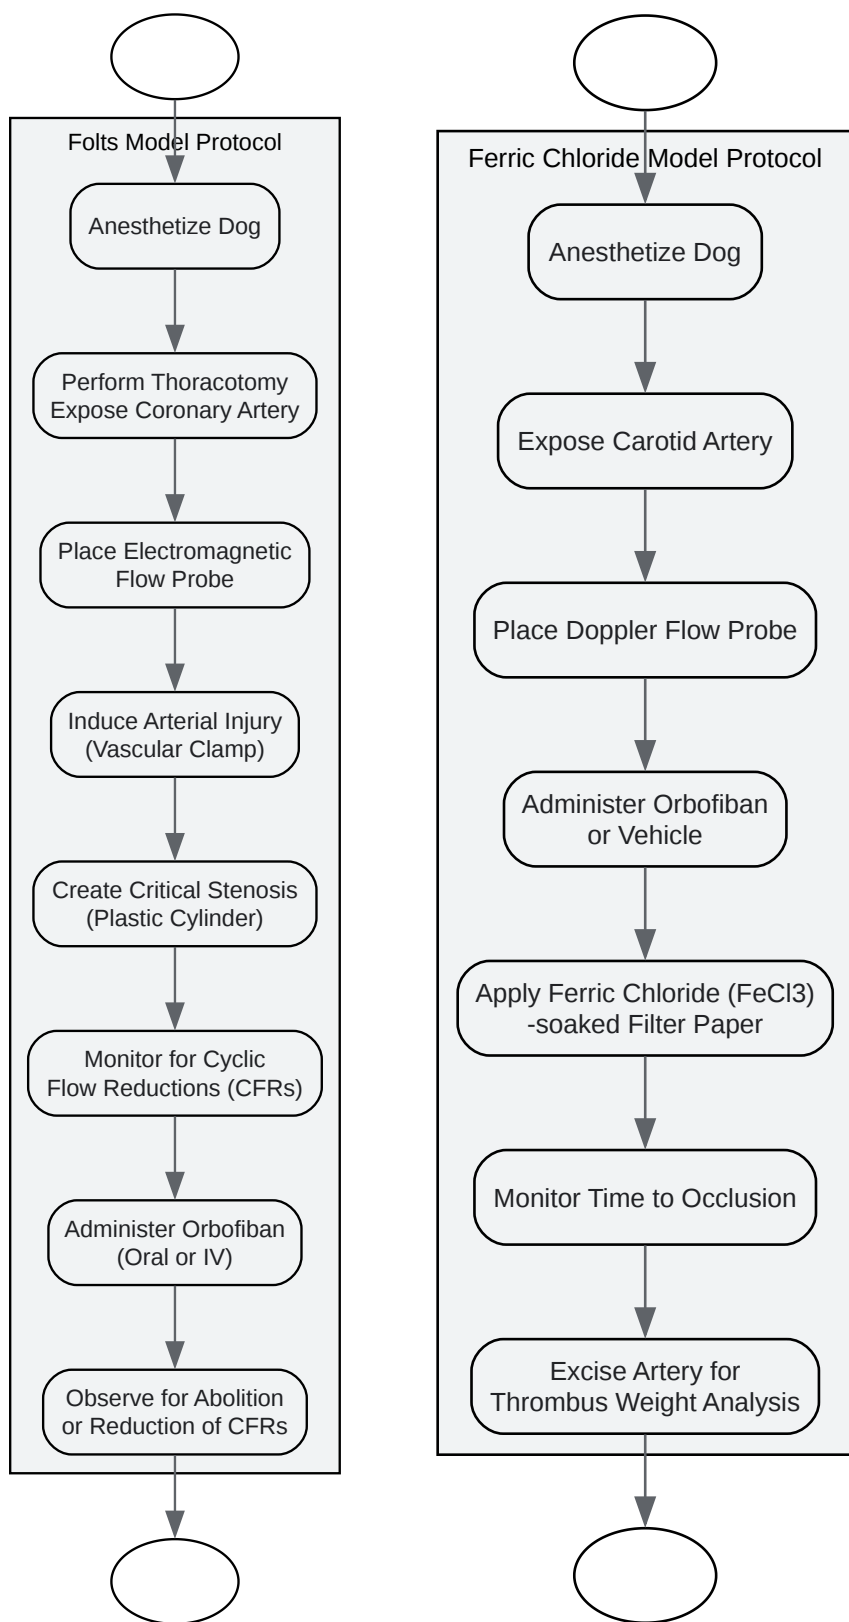 Folts Model Protocol
Anesthetize Dog
Perform Thoracotomy
Expose Coronary Artery
Place Electromagnetic
Flow Probe
Induce Arterial Injury
(Vascular Clamp)
Create Critical Stenosis
(Plastic Cylinder)
Monitor for Cyclic
Flow Reductions (CFRs)
Administer Orbofiban
(Oral or IV)
Observe for Abolition
or Reduction of CFRs
Ferric Chloride Model Protocol
Anesthetize Dog
Expose Carotid Artery
Place Doppler Flow Probe
Administer Orbofiban
or Vehicle
Apply Ferric Chloride (FeCl3)
-soaked Filter Paper
Monitor Time to Occlusion
Excise Artery for
Thrombus Weight Analysis